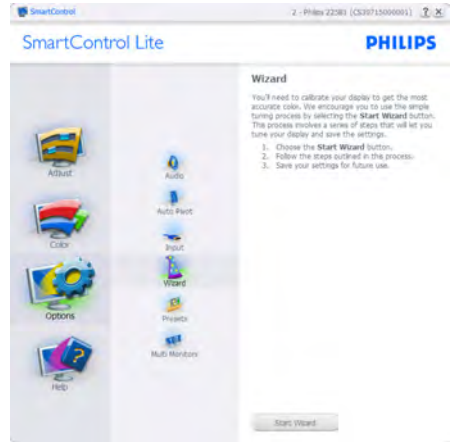 SmartControl
2 - Philips 225B1 (CS30715000001)
? X
SmartControl Lite
PHILIPS
Wizard
You'll need to calibrate your display to get the most
accurate color. We encourage you to use the simple
tuning process by selecting the Start Wizard button.
This process involves a series of steps that will let you
tune your display and save the settings.
1. Choose the Start Wizard button.
2. Follow the steps outlined in the process.
3. Save your settings for future use.
Adjust
Color
Options
Help
Audio
Auto Pivot
Input
Wizard
Presets
Multi Monitors
Start Wizard